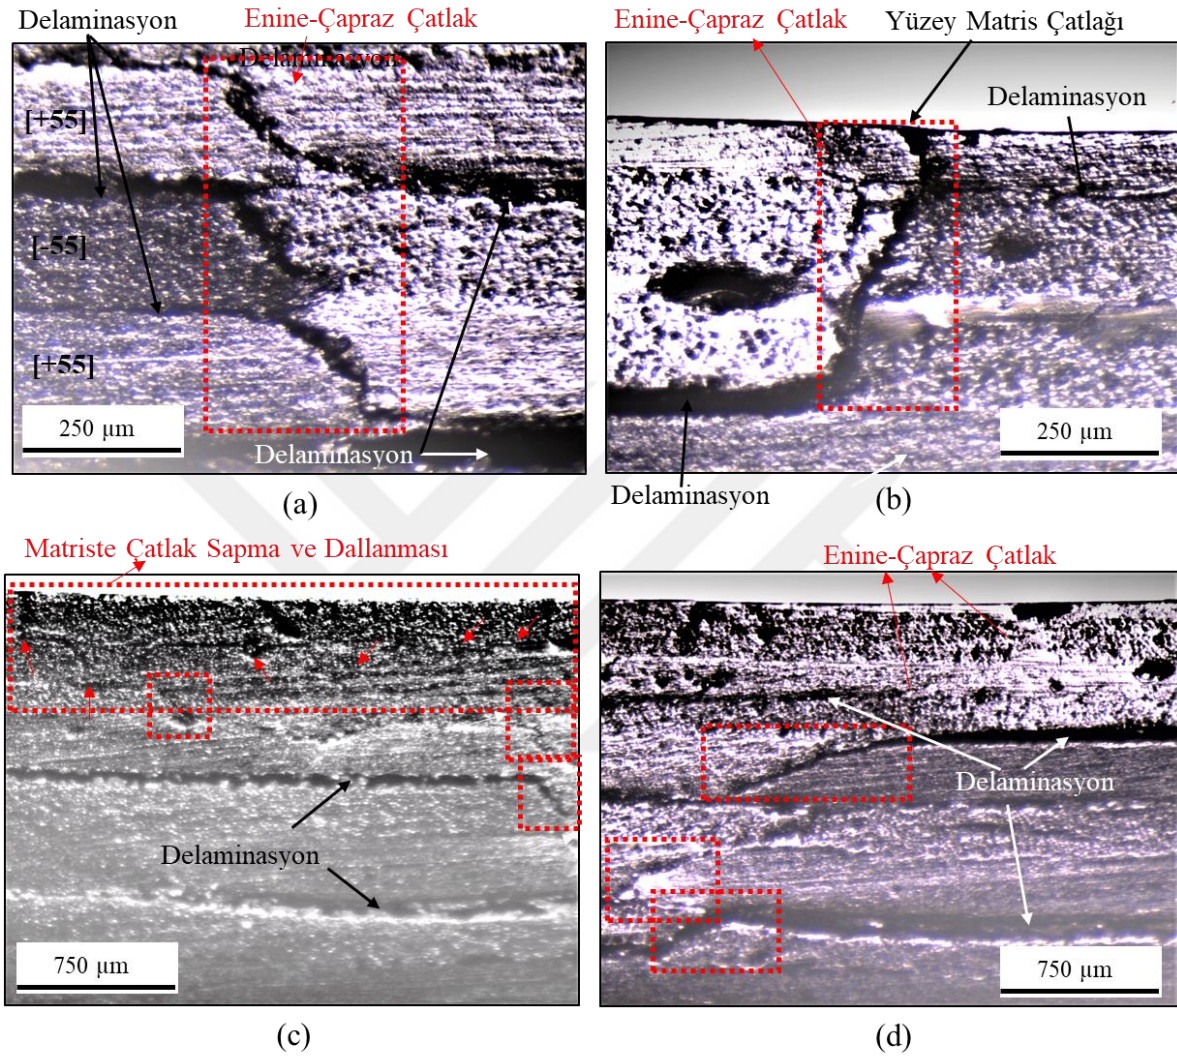 Delaminasyon
Enine-Çapraz Çatlak
Delaminasyon
[+55]
[-55]
[+55]
250 µm
Delaminasyon
(a)
Enine-Çapraz Çatlak
Yüzey Matris Çatlağı
Delaminasyon
250 µm
Delaminasyon
(b)
Matriste Çatlak Sapma ve Dallanması
Delaminasyon
750 µm
(c)
Enine-Çapraz Çatlak
Delaminasyon
750 µm
(d)